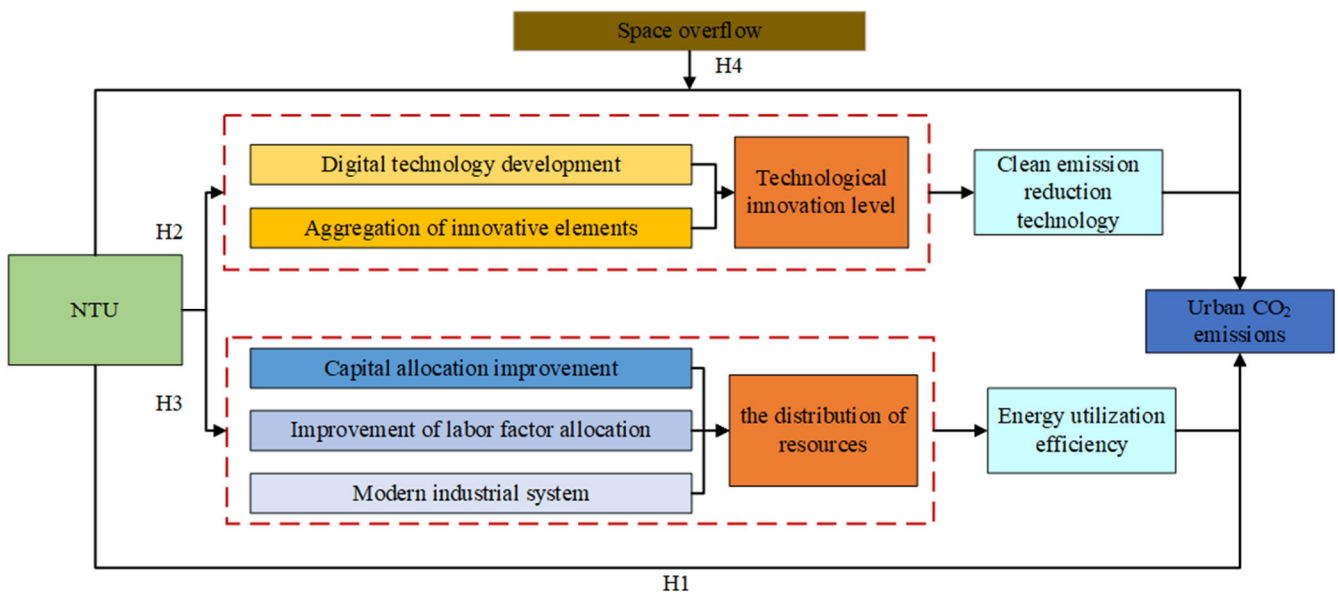 Space overflow
H4
Digital technology development
Aggregation of innovative elements
Technological
innovation level
Clean emission
reduction
technology
H2
NTU
Urban CO₂
emissions
H3
Capital allocation improvement
Improvement of labor factor allocation
Modern industrial system
the distribution of
resources
Energy utilization
efficiency
H1